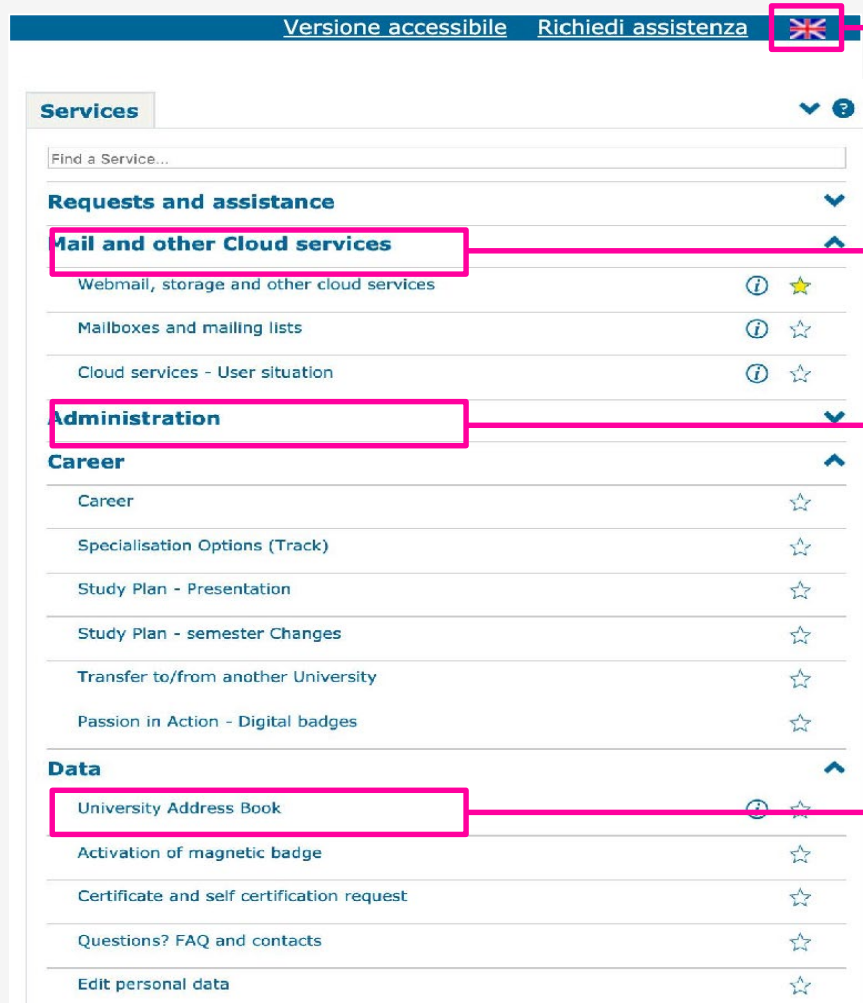 Versione accessibile Richiedi assistenza
Services
Find a Service...
Requests and assistance
Mail and other Cloud services
Webmail, storage and other cloud services
Mailboxes and mailing lists
Cloud services - User situation
Administration
Career
Career
Specialisation Options (Track)
Study Plan - Presentation
Study Plan - semester Changes
Transfer to/from another University
Passion in Action - Digital badges
Data
University Address Book
Activation of magnetic badge
Certificate and self certification request
Questions? FAQ and contacts
Edit personal data